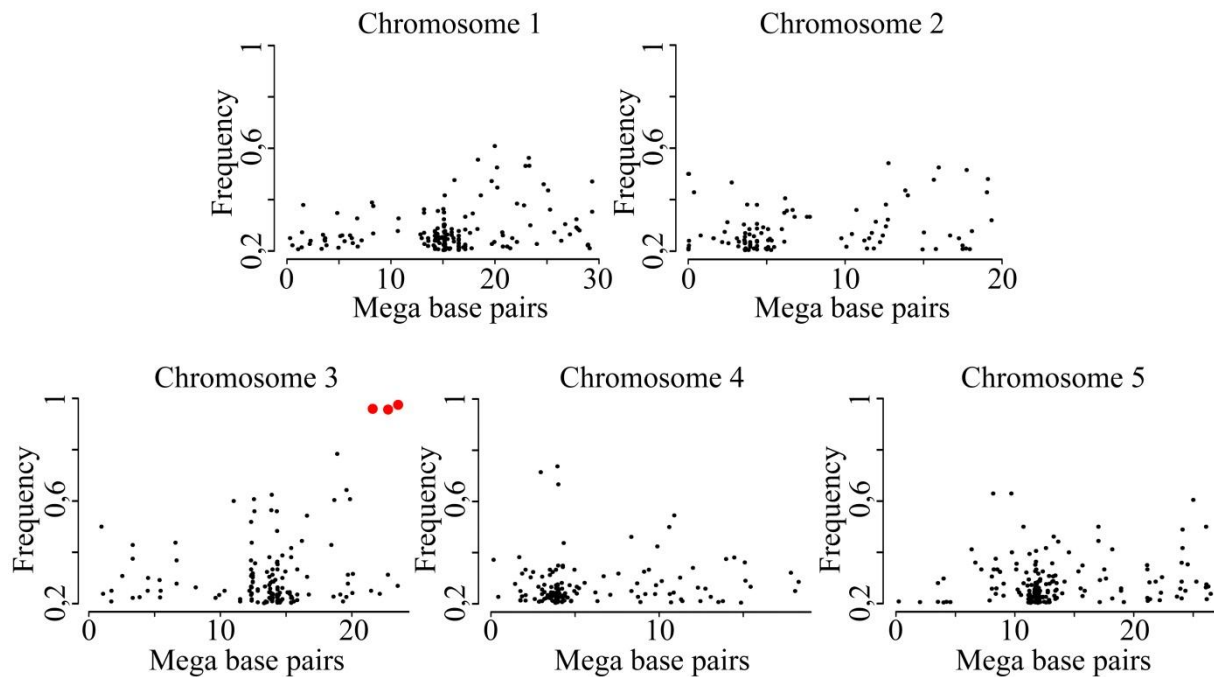 Chromosome 1
Frequency
1
0,6
0,2
0
10
20
30
Mega base pairs
Chromosome 2
Frequency
1
0,6
0,2
0
10
20
Mega base pairs
Chromosome 3
Frequency
1
0,6
0,2
0
10
20
Mega base pairs
Chromosome 4
Frequency
1
0,6
0,2
0
10
Mega base pairs
Chromosome 5
Frequency
1
0,6
0,2
0
10
20
Mega base pairs